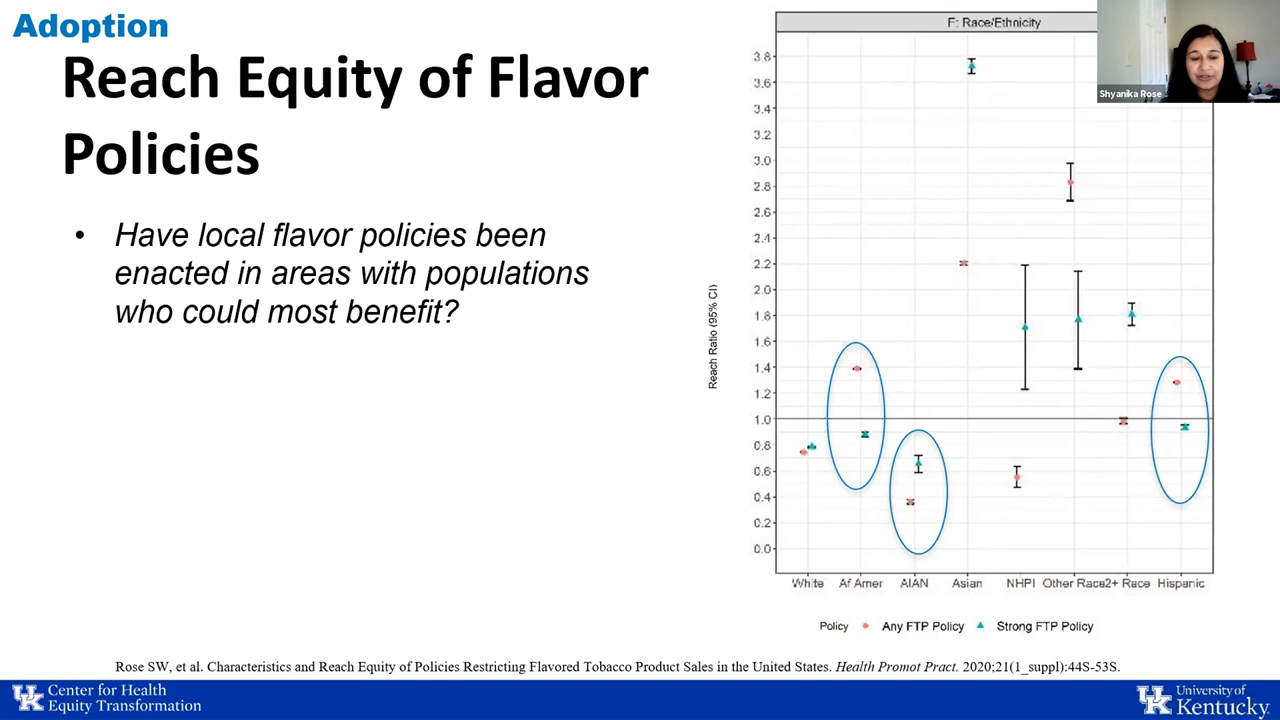 Adoption
Reach Equity of Flavor
Policies
• Have local flavor policies been
enacted in areas with populations
who could most benefit?
F: Race/Ethnicity
Shyanika Rose
Reach Ratio (95% CI)
3.8
3.6
3.4
3.2
3.0
2.8
2.6
2.4
2.2
2.0
1.8
1.6
1.4
1.2
1.0
0.8
0.6
0.4
0.2
0.0
White Af Amer AIAN Asian NHPI Other Race 2+ Race Hispanic
Policy Any FTP Policy Strong FTP Policy
Rose SW, et al. Characteristics and Reach Equity of Policies Restricting Flavored Tobacco Product Sales in the United States. Health Promot Pract. 2020;21(1_suppl):44S-53S.
UK Center for Health
Equity Transformation
UK University of
Kentucky